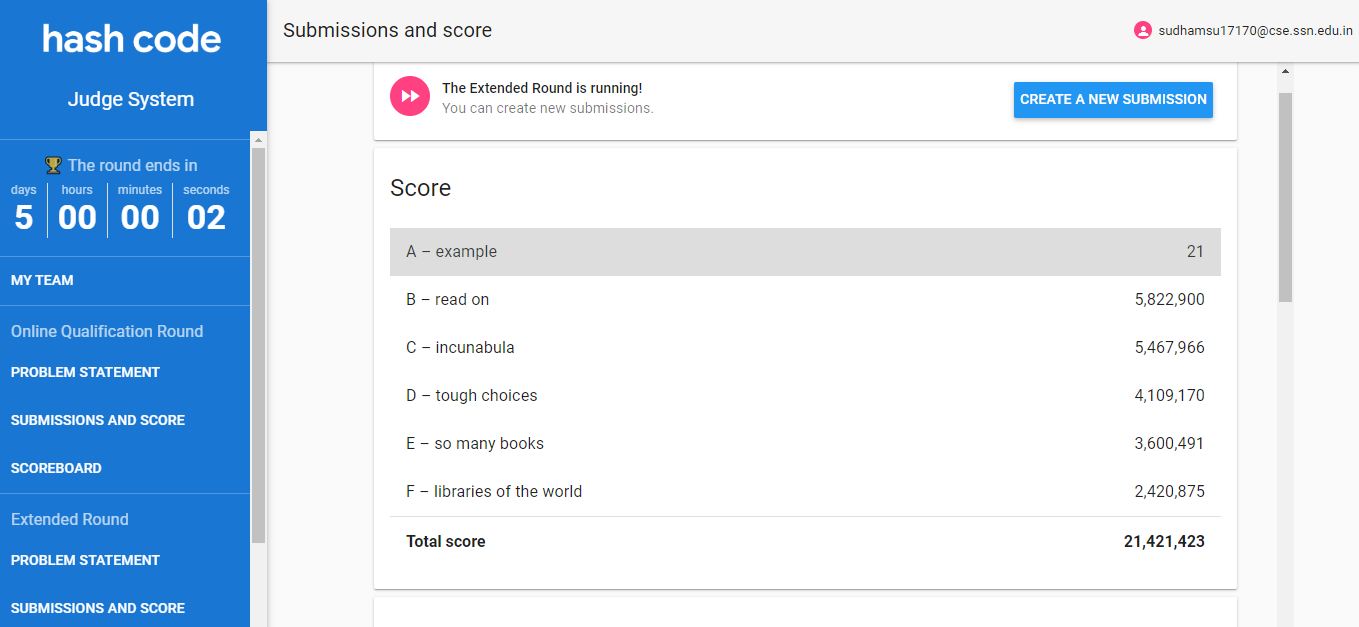 hash code
Judge System
The round ends in
days hours minutes seconds
5 00 00 02
MY TEAM
Online Qualification Round
PROBLEM STATEMENT
SUBMISSIONS AND SCORE
SCOREBOARD
Extended Round
PROBLEM STATEMENT
SUBMISSIONS AND SCORE
Submissions and score
sudhamsu17170@cse.ssn.edu.in
The Extended Round is running!
You can create new submissions.
CREATE A NEW SUBMISSION
Score
A – example 21
B – read on 5,822,900
C – incunabula 5,467,966
D – tough choices 4,109,170
E – so many books 3,600,491
F – libraries of the world 2,420,875
Total score 21,421,423